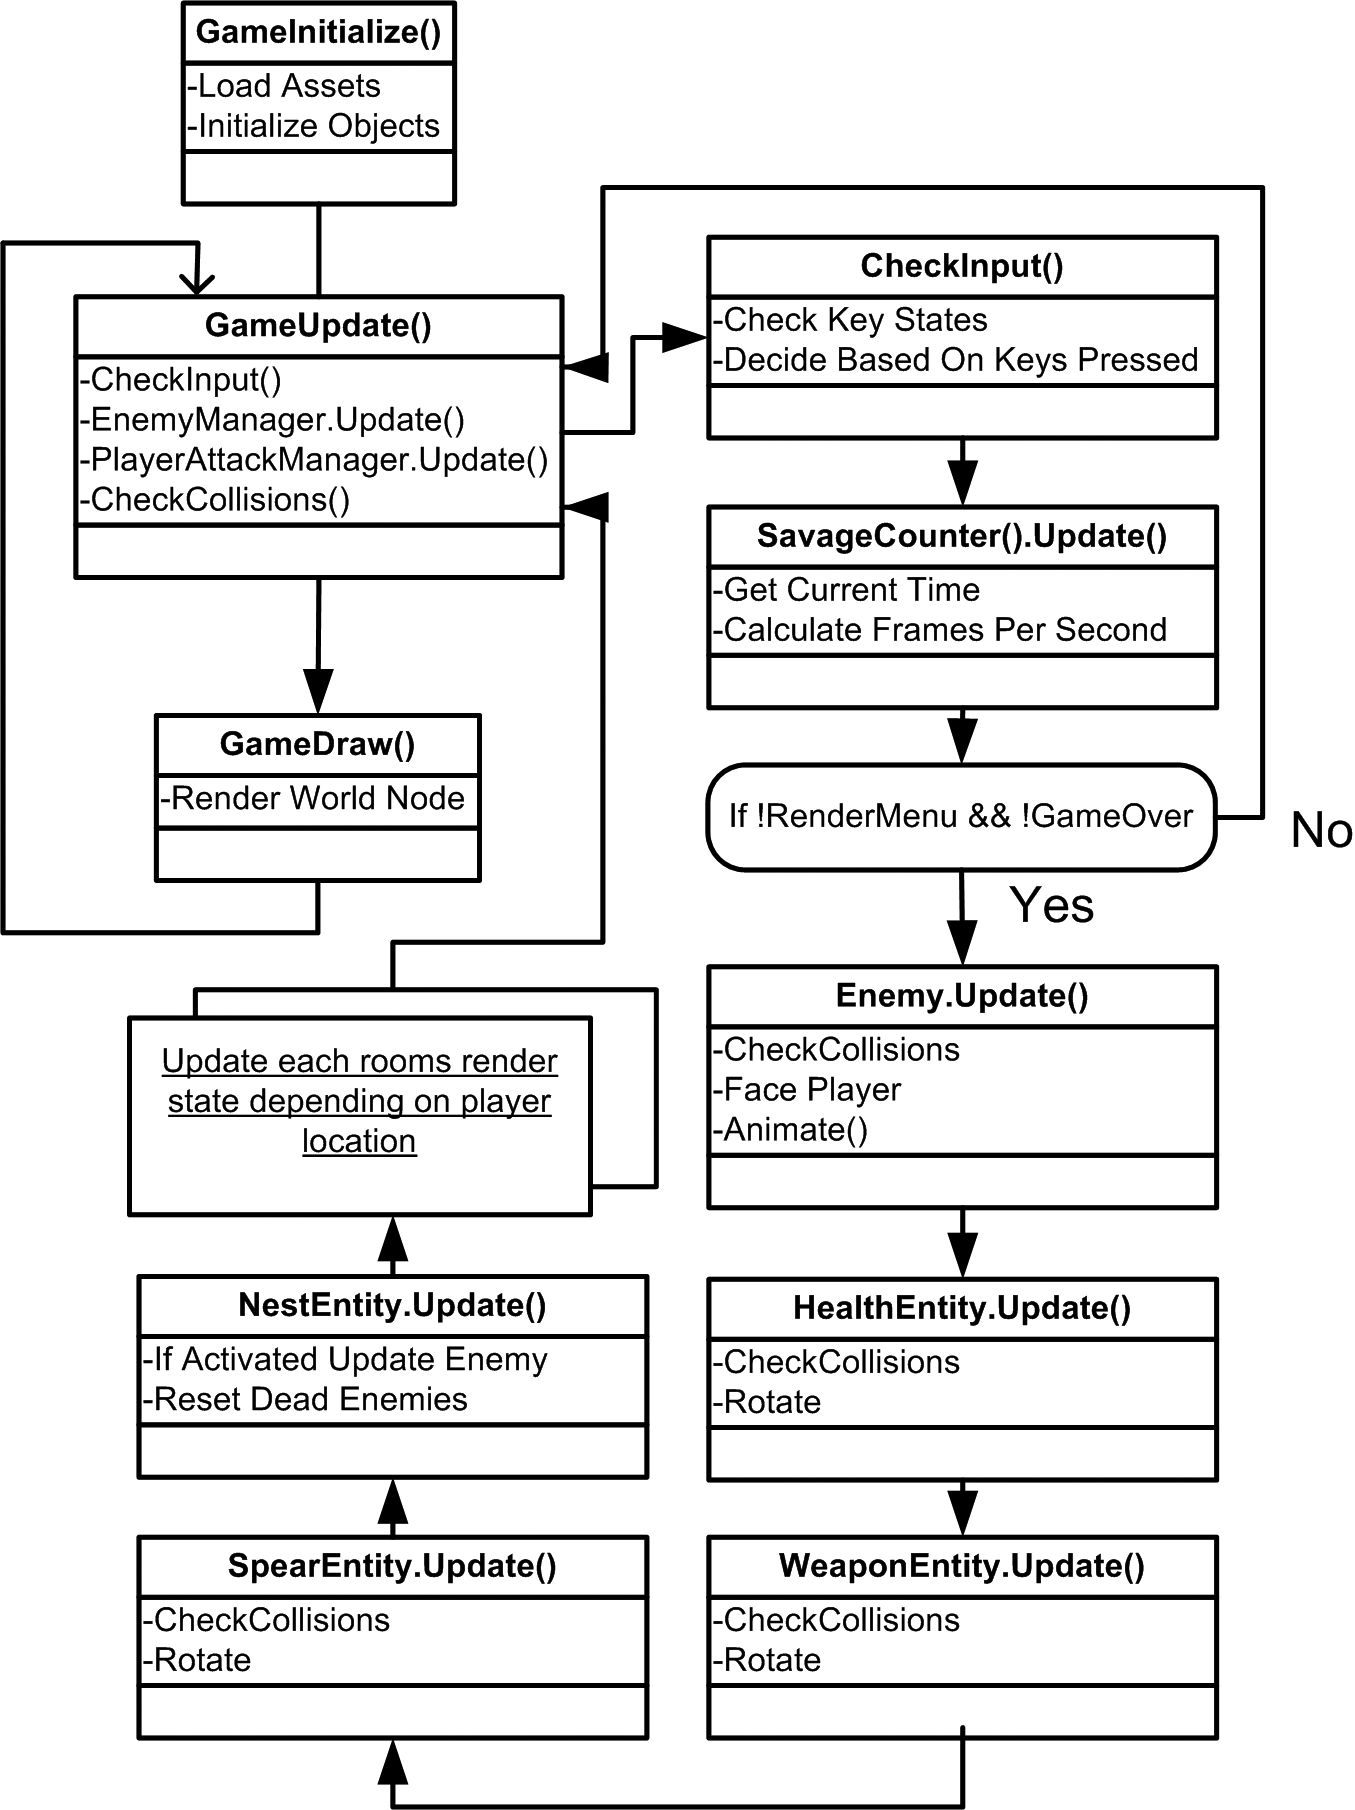 GameInitialize()
-Load Assets
-Initialize Objects
GameUpdate()
-CheckInput()
-EnemyManager.Update()
-PlayerAttackManager.Update()
-CheckCollisions()
GameDraw()
-Render World Node
CheckInput()
-Check Key States
-Decide Based On Keys Pressed
SavageCounter().Update()
-Get Current Time
-Calculate Frames Per Second
If !RenderMenu && !GameOver
No
Yes
Enemy.Update()
-CheckCollisions
-Face Player
-Animate()
HealthEntity.Update()
-CheckCollisions
-Rotate
WeaponEntity.Update()
-CheckCollisions
-Rotate
SpearEntity.Update()
-CheckCollisions
-Rotate
NestEntity.Update()
-If Activated Update Enemy
-Reset Dead Enemies
Update each rooms render
state depending on player
location